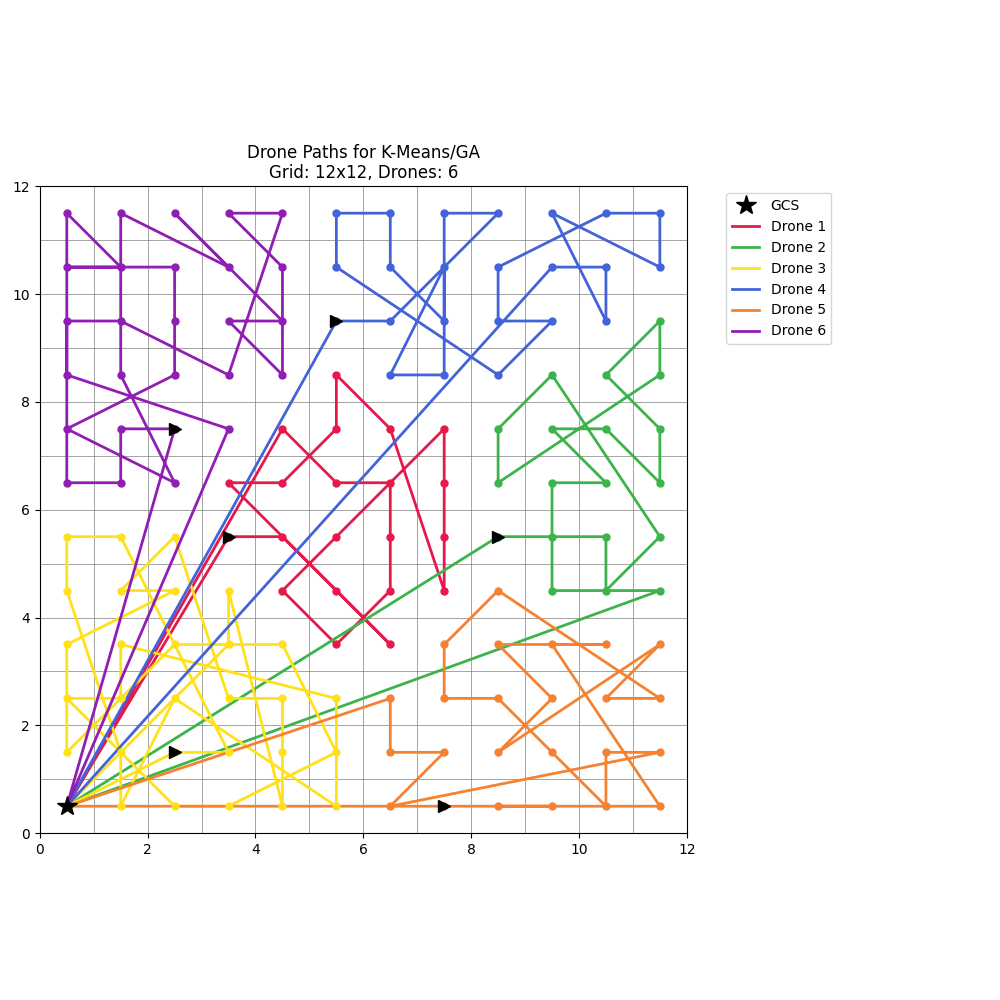 Drone Paths for K-Means/GA
Grid: 12x12, Drones: 6
12
10
8
6
4
2
0
0 2 4 6 8 10 12
GCS
Drone 1
Drone 2
Drone 3
Drone 4
Drone 5
Drone 6